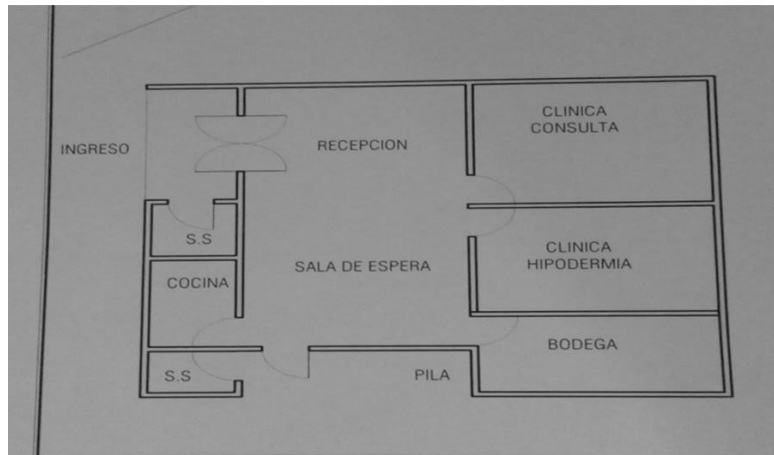 INGRESO
RECEPCION
CLINICA
CONSULTA
S.S
SALA DE ESPERA
CLINICA
HIPODERMIA
COCINA
BODEGA
S.S
PILA